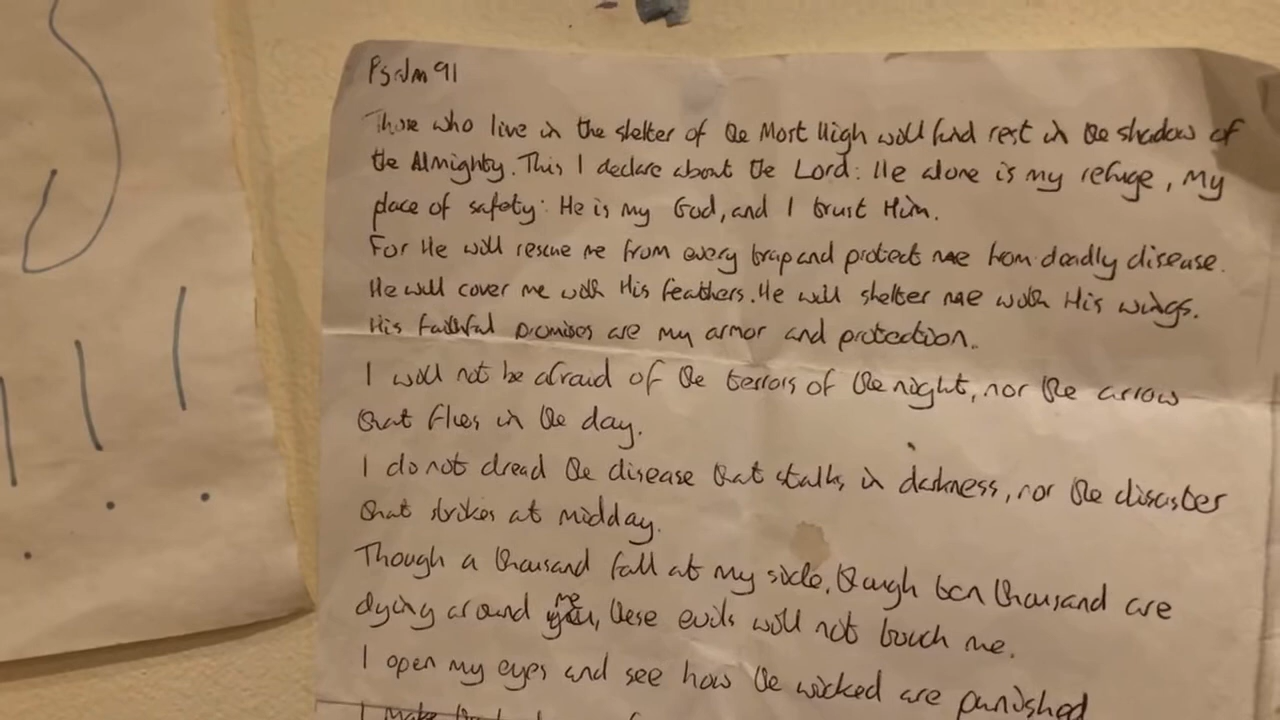 Psalm 91
Those who live in the shelter of the Most High will find rest in the shadow of
the Almighty. This I declare about the Lord: He alone is my refuge, my
place of safety: He is my God, and I trust Him.
For He will rescue me from every trap and protect me from deadly disease.
He will cover me with His feathers. He will shelter me with His wings.
His faithful promises are my armor and protection.
I will not be afraid of the terrors of the night, nor the arrow
that flies in the day.
I do not dread the disease that stalks in darkness, nor the disaster
that strikes at midday.
Though a thousand fall at my side, though ten thousand are
dying around me, these evils will not touch me.
I open my eyes and see how the wicked are punished
I make
! ! !